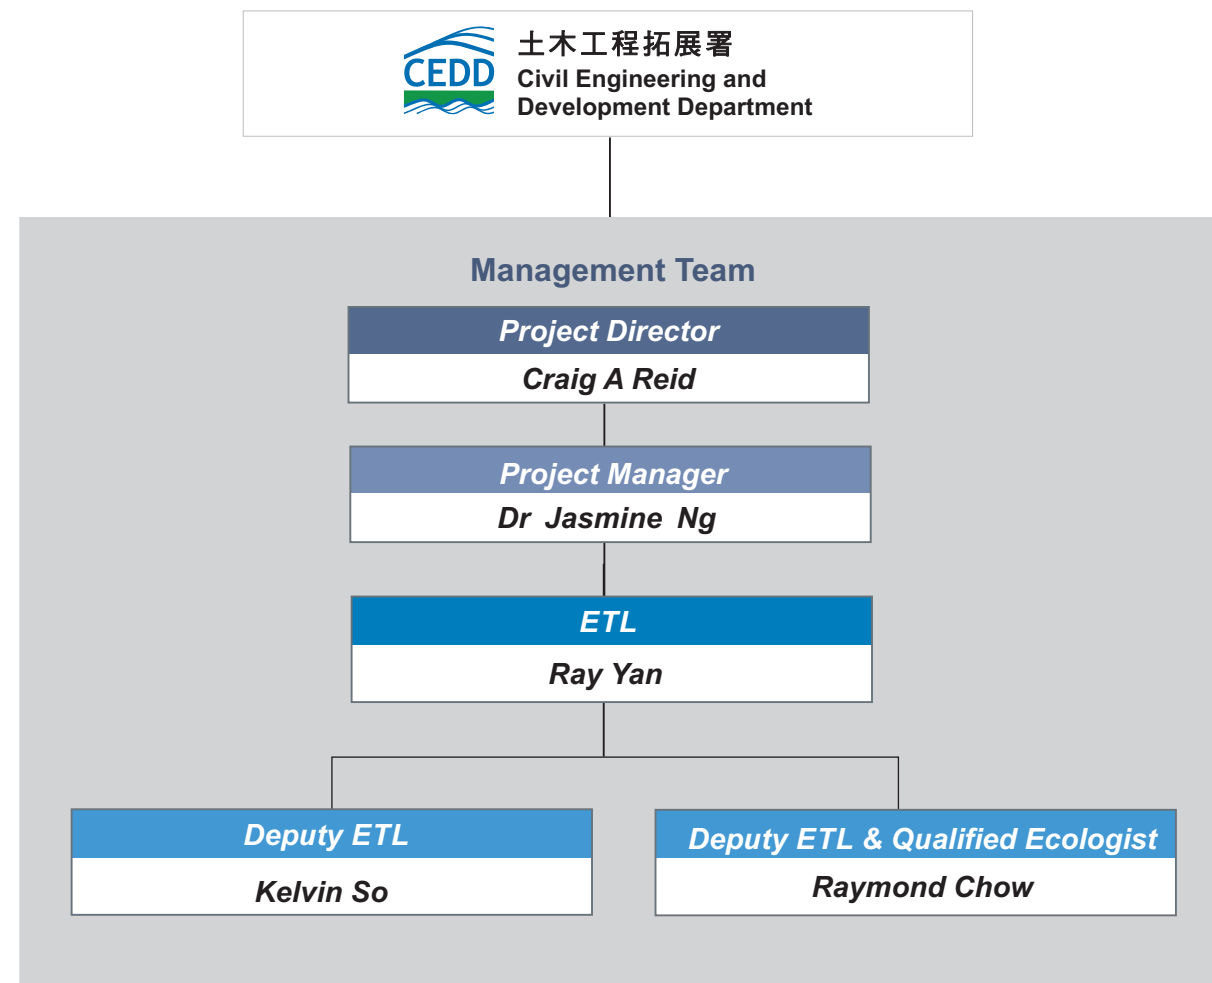 CEDD
土木工程拓展署
Civil Engineering and
Development Department
Management Team
Project Director
Craig A Reid
Project Manager
Dr Jasmine Ng
ETL
Ray Yan
Deputy ETL
Kelvin So
Deputy ETL & Qualified Ecologist
Raymond Chow